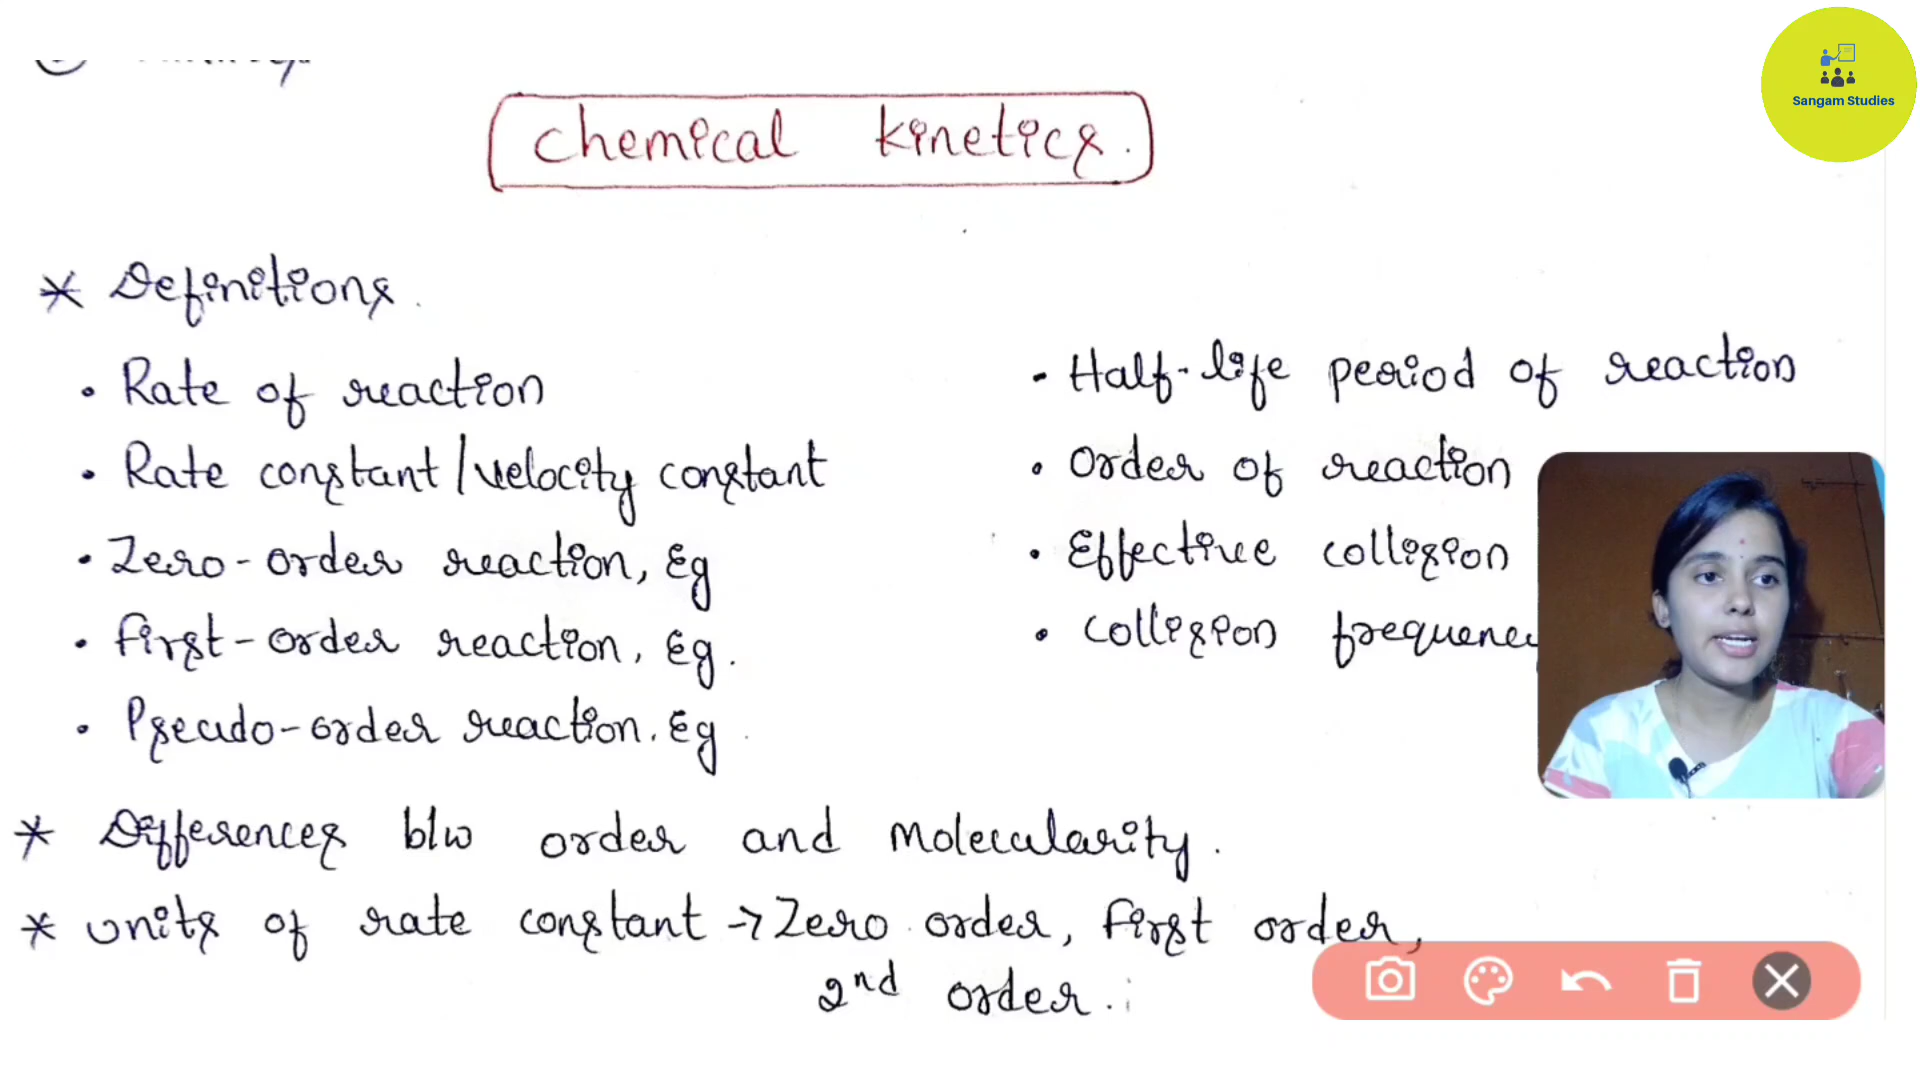 Sangam Studies
Chemical kinetics.
* Definitions.
• Rate of reaction
• Rate constant/velocity constant
• Zero-order reaction, Eg
• First-order reaction, Eg.
• Pseudo-order reaction. Eg
• Half-life period of reaction
• Order of reaction
• Effective collision
• Collision
* Differences b/w order and Molecularity.
* Units of rate constant → Zero order, First order,
2nd order.